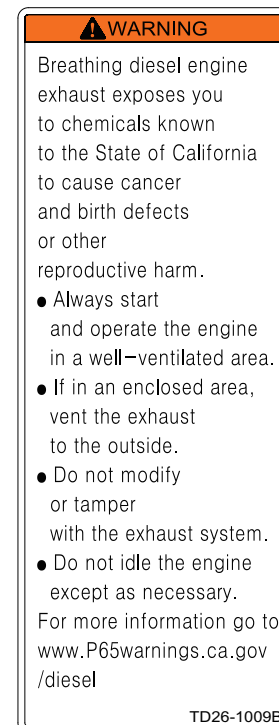 WARNING
Breathing diesel engine
exhaust exposes you
to chemicals known
to the State of California
to cause cancer
and birth defects
or other
reproductive harm.
● Always start
and operate the engine
in a well-ventilated area.
● If in an enclosed area,
vent the exhaust
to the outside.
● Do not modify
or tamper
with the exhaust system.
● Do not idle the engine
except as necessary.
For more information go to
www.P65warnings.ca.gov
/diesel
TD26-1009E